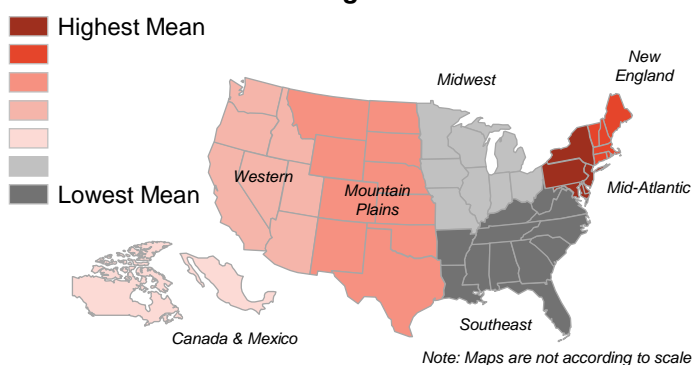 Highest Mean
Lowest Mean
New
England
Midwest
Western
Mountain
Plains
Mid-Atlantic
Southeast
Canada & Mexico
Note: Maps are not according to scale